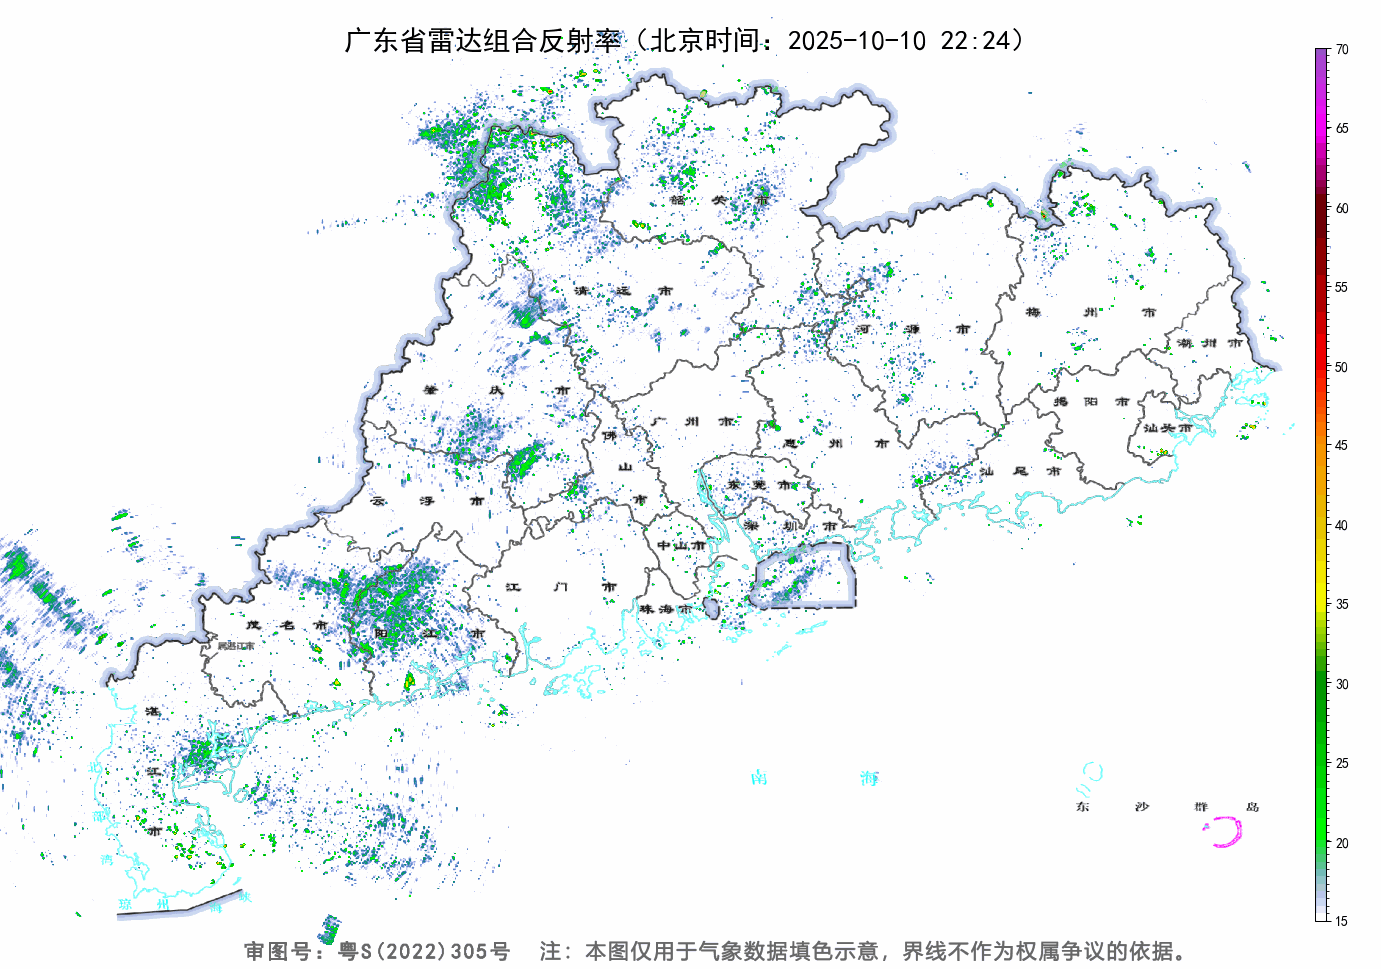 广东省雷达组合反射率（北京时间：2025-10-10 22:24）
70
65
60
55
50
45
40
35
30
25
20
15
韶 关 市
清 远 市
梅 州 市
河 源 市
潮 州 市
肇 庆 市
揭 阳 市
广 州 市
汕头市
佛
山
市
惠 州 市
汕 尾 市
云 浮 市
东 莞 市
深 圳 市
中山市
江 门 市
珠海市
茂 名 市
阳 江 市
属湛江市
湛
江
市
北
部
湾
南 海
东 沙 群 岛
琼 州 海 峡
审图号：粤S(2022)305号 注：本图仅用于气象数据填色示意，界线不作为权属争议的依据。